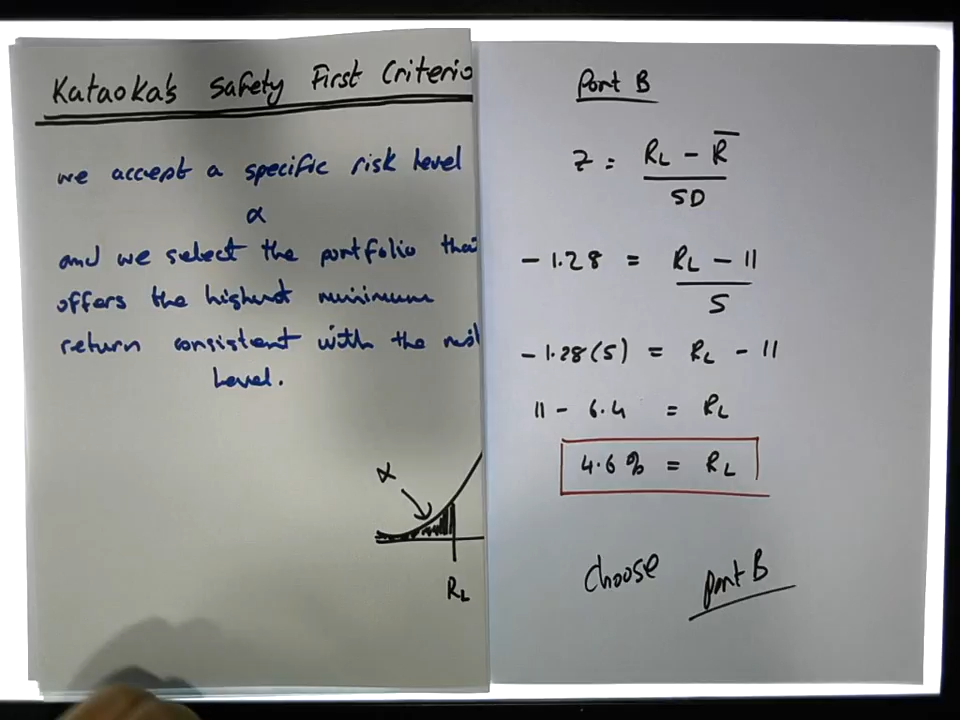 Kataoka's Safety First Criterio
we accept a specific risk level
α
and we select the portfolio that
offers the highest minimum
return consistent with the
level.
α
RL
Port B
Z = RL - R̅
SD
-1.28 = RL - 11
5
-1.28(5) = RL - 11
11 - 6.4 = RL
4.6% = RL
choose port B